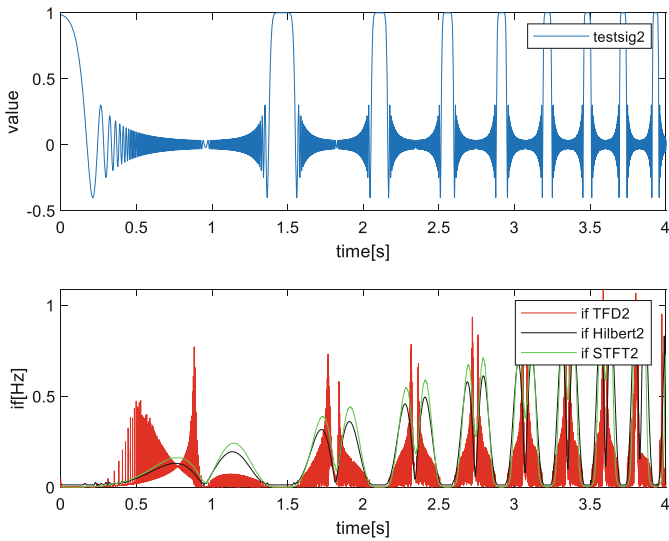 1
0.5
0
-0.5
value
testsig2
0 0.5 1 1.5 2 2.5 3 3.5 4
time[s]
1
0.5
0
if[Hz]
if TFD2
if Hilbert2
if STFT2
0 0.5 1 1.5 2 2.5 3 3.5 4
time[s]